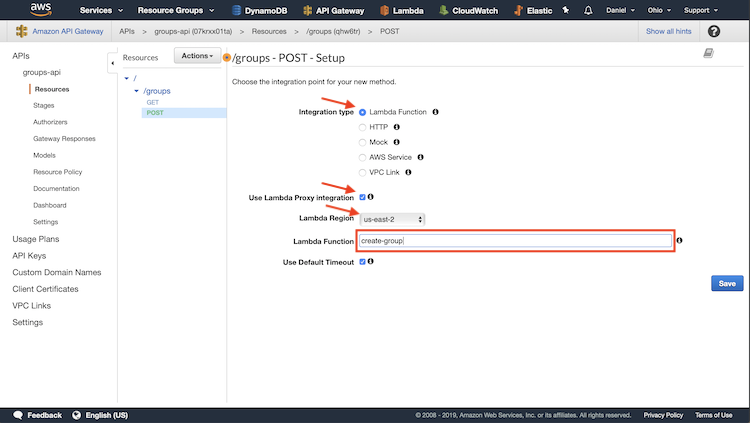 aws Services Resource Groups DynamoDB API Gateway Lambda CloudWatch Elastic Daniel Ohio Support
Amazon API Gateway APIs > groups-api (07krxx01ta) > Resources > /groups (qhw6tr) > POST Show all hints ?
APIs
groups-api
Resources
Stages
Authorizers
Gateway Responses
Models
Resource Policy
Documentation
Dashboard
Settings
Usage Plans
API Keys
Custom Domain Names
Client Certificates
VPC Links
Settings
Resources Actions
/
/groups
GET
POST
/groups - POST - Setup
Choose the integration point for your new method.
Integration type Lambda Function
HTTP
Mock
AWS Service
VPC Link
Use Lambda Proxy integration
Lambda Region us-east-2
Lambda Function create-group
Use Default Timeout
Save
Feedback English (US) © 2008 - 2019, Amazon Web Services, Inc. or its affiliates. All rights reserved. Privacy Policy Terms of Use